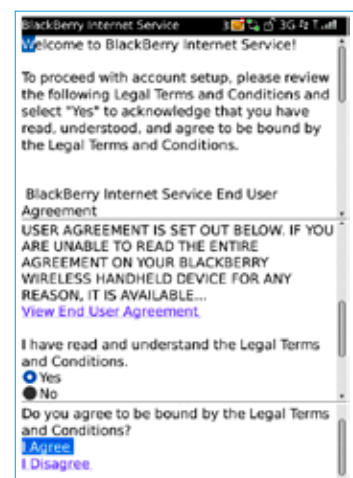 BlackBerry Internet Service 3G
Welcome to BlackBerry Internet Service!
To proceed with account setup, please review
the following Legal Terms and Conditions and
select "Yes" to acknowledge that you have
read, understood, and agree to be bound by
the Legal Terms and Conditions.
BlackBerry Internet Service End User
Agreement
USER AGREEMENT IS SET OUT BELOW. IF YOU
ARE UNABLE TO READ THE ENTIRE
AGREEMENT ON YOUR BLACKBERRY
WIRELESS HANDHELD DEVICE FOR ANY
REASON, IT IS AVAILABLE...
View End User Agreement
I have read and understand the Legal Terms
and Conditions.
Yes
No
Do you agree to be bound by the Legal Terms
and Conditions?
I Agree
I Disagree